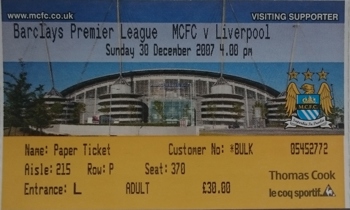 www.mcfc.co.uk VISITING SUPPORTER
Barclays Premier League MCFC v Liverpool
Sunday 30 December 2007 4.00 pm
MCFC
Name: Paper Ticket Customer No: *BULK 05452772
Aisle: 215 Row: P Seat: 370
Entrance: L ADULT £30.00
Thomas Cook
le coq sportif